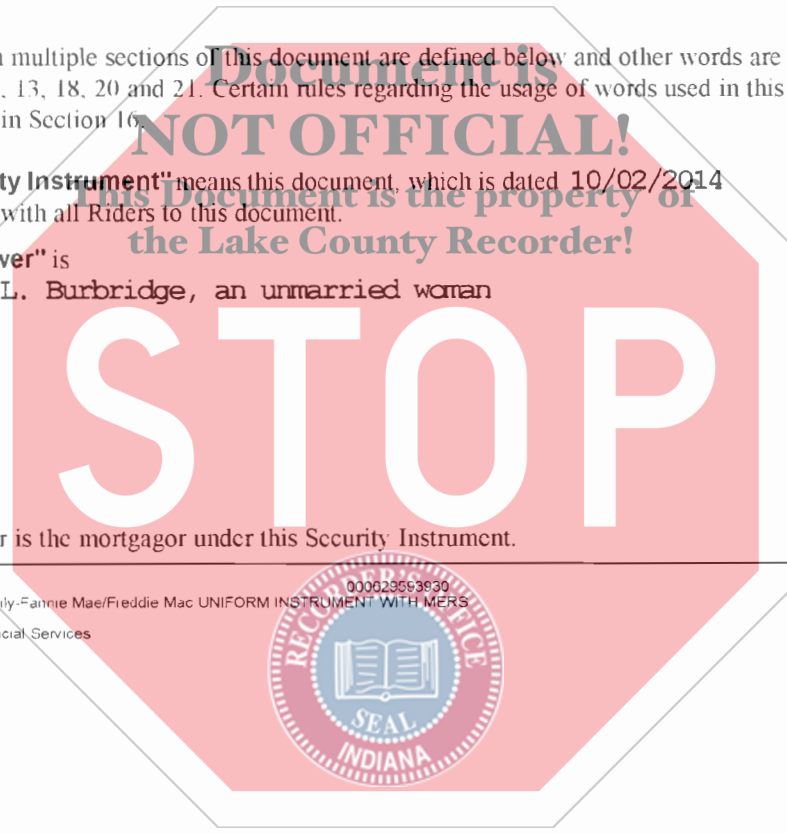 n multiple sections of this document are defined below and other words are
, 13, 18, 20 and 21. Certain rules regarding the usage of words used in this
in Section 16.
Document is
NOT OFFICIAL!
This Document is the property of
the Lake County Recorder!
ty Instrument" means this document, which is dated 10/02/2014
with all Riders to this document.
wer" is
L. Burbridge, an unmarried woman
STOP
r is the mortgagor under this Security Instrument.
000629593930
ily-Fannie Mae/Freddie Mac UNIFORM INSTRUMENT WITH MERS
cial Services
RECORDER'S OFFICE
SEAL
INDIANA